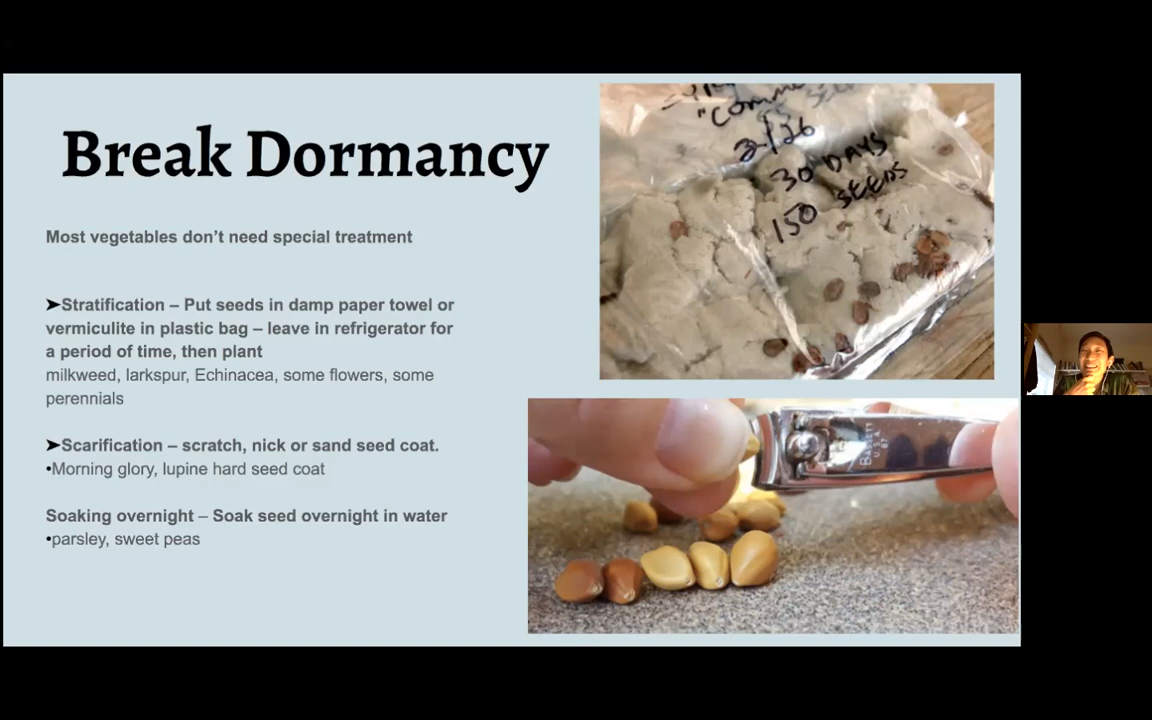 Break Dormancy
Most vegetables don’t need special treatment
➤Stratification – Put seeds in damp paper towel or
vermiculite in plastic bag – leave in refrigerator for
a period of time, then plant
milkweed, larkspur, Echinacea, some flowers, some
perennials
➤Scarification – scratch, nick or sand seed coat.
•Morning glory, lupine hard seed coat
Soaking overnight – Soak seed overnight in water
•parsley, sweet peas
2/26
30 DAYS
150 SEEDS
BASSETT
U.S.A.